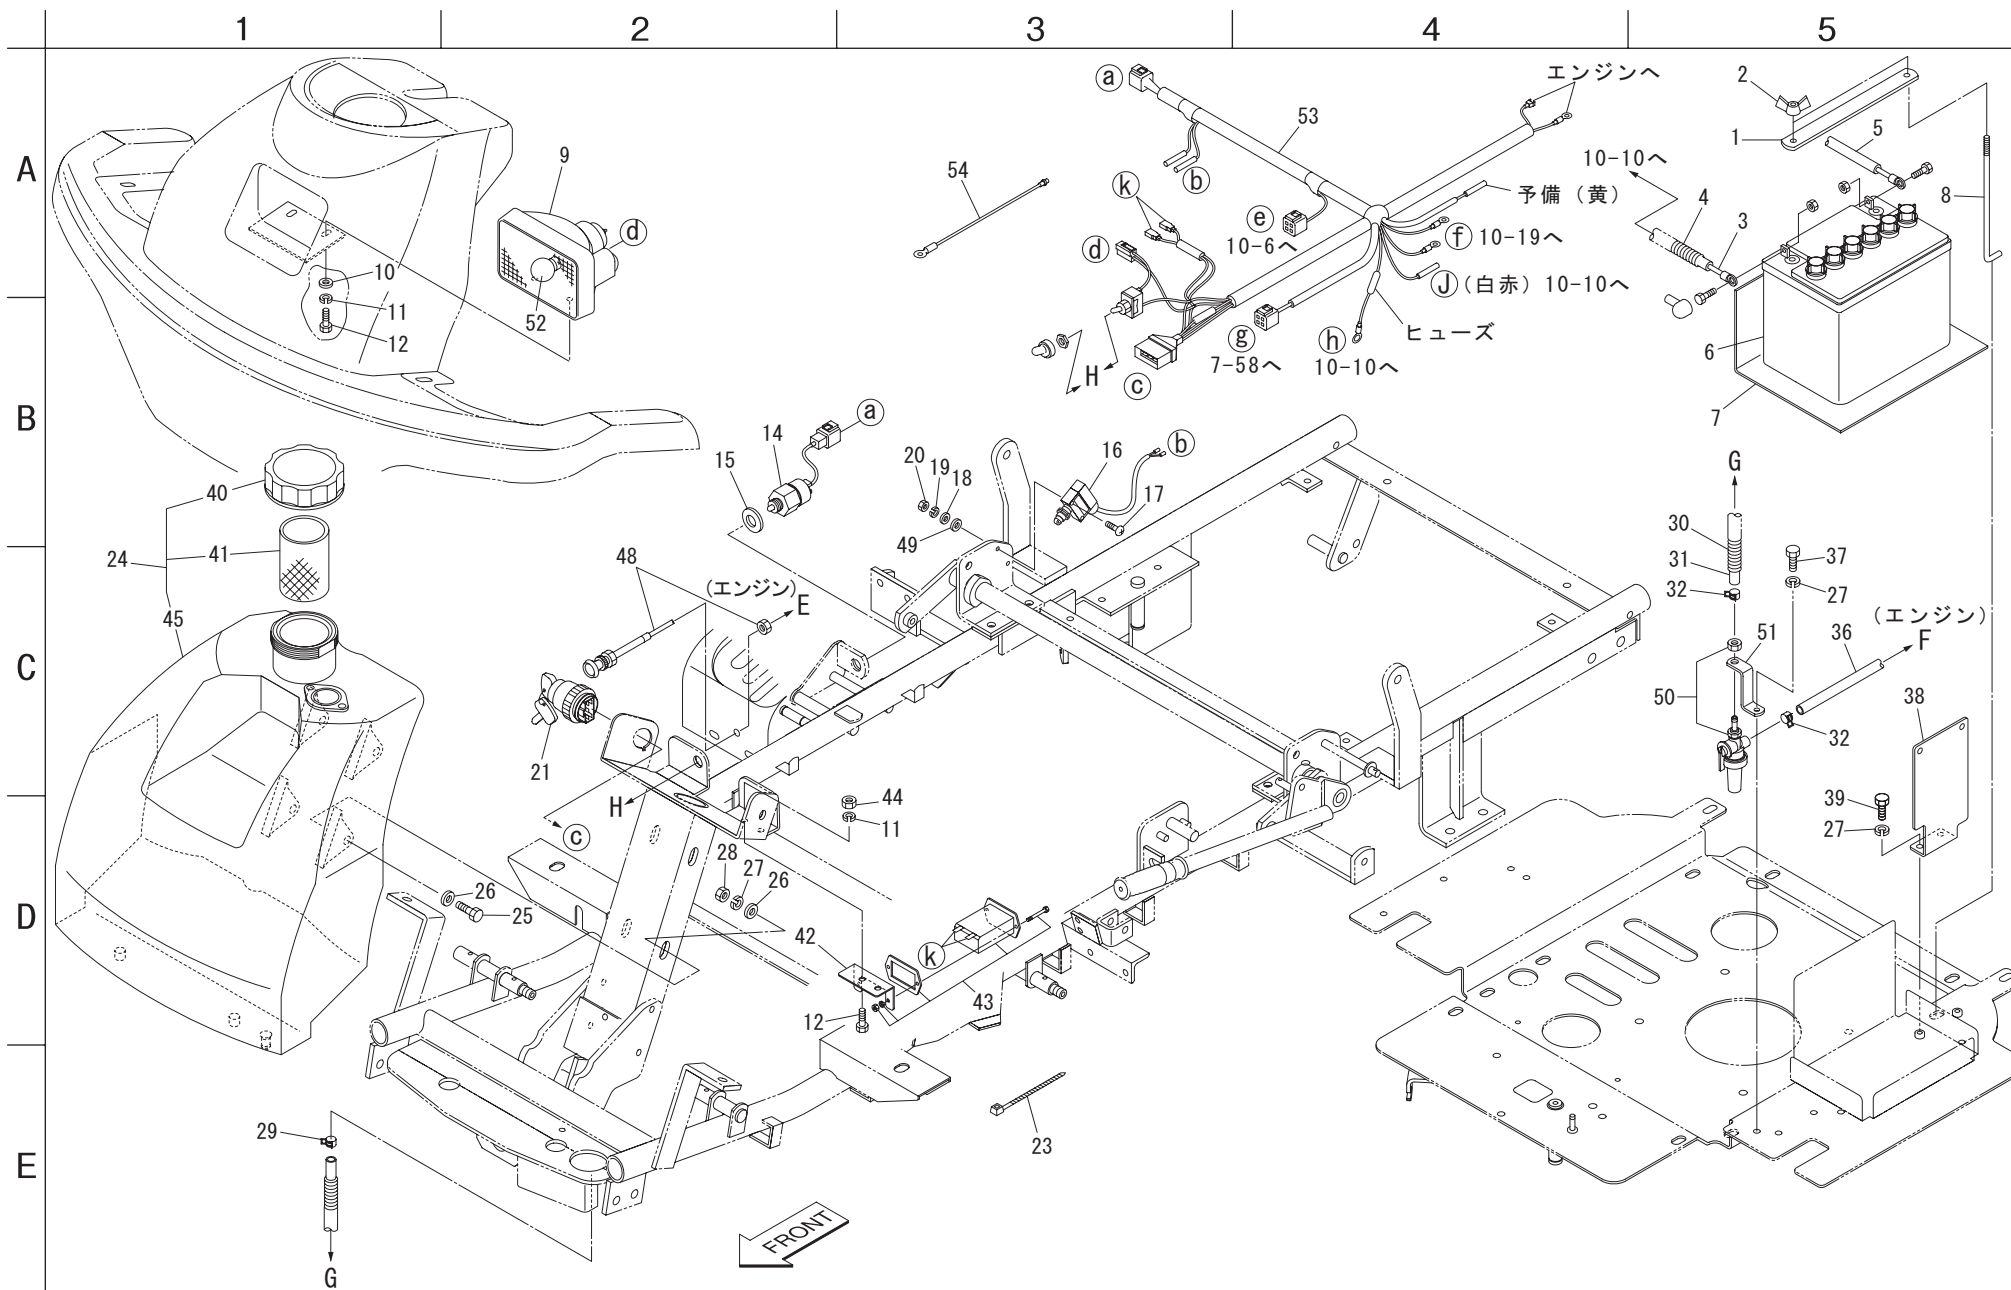 1 2 3 4 5
A
B
C
D
E
9
d
10
11
12
52
54
a
53
b
k
d
e
10-6へ
エンジンへ
予備（黄）
f 10-19へ
J（白赤）10-10へ
ヒューズ
g
7-58へ
h
10-10へ
H
c
2
1
5
10-10へ
4
3
8
6
7
40
41
24
45
14
a
15
20
19
18
49
16
b
17
48
（エンジン）
E
21
H
c
44
11
G
30
31
32
37
27
51
50
36
（エンジン）
F
32
38
39
27
26
25
28
27
26
42
k
43
12
23
29
G
FRONT